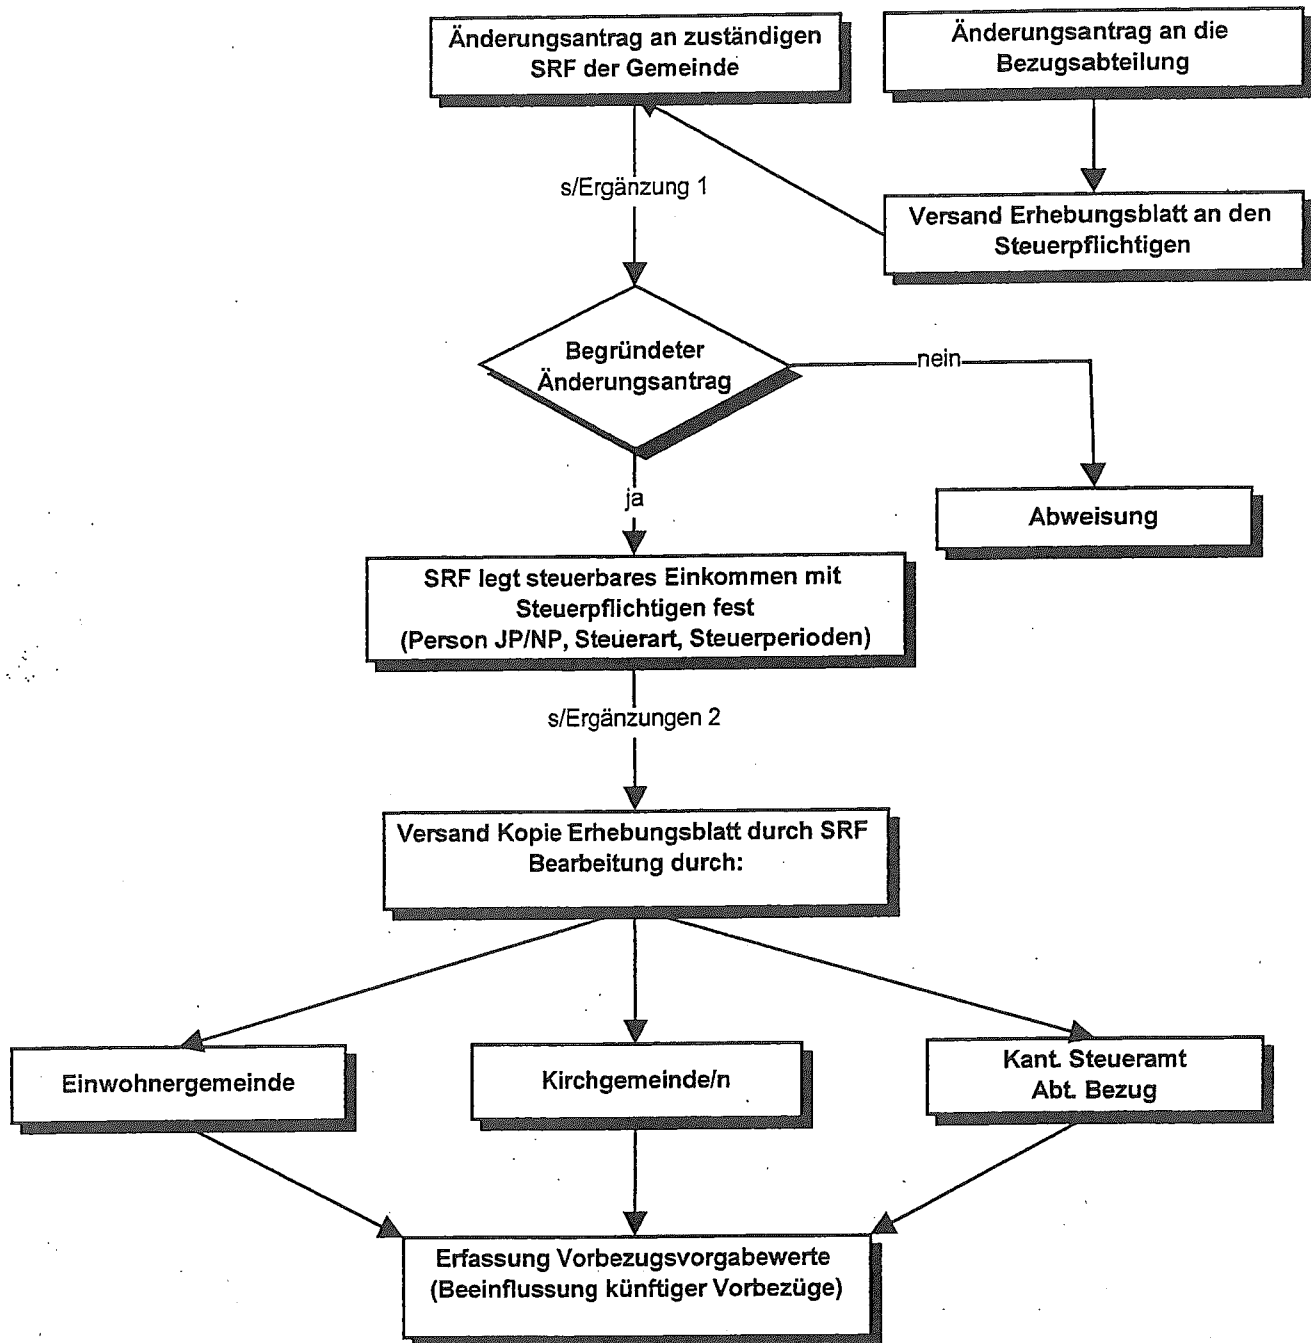 Änderungsantrag an zuständigen
SRF der Gemeinde
Änderungsantrag an die
Bezugsabteilung
s/Ergänzung 1
Versand Erhebungsblatt an den
Steuerpflichtigen
Begründeter
Änderungsantrag
nein
ja
Abweisung
SRF legt steuerbares Einkommen mit
Steuerpflichtigen fest
(Person JP/NP, Steuerart, Steuerperioden)
s/Ergänzungen 2
Versand Kopie Erhebungsblatt durch SRF
Bearbeitung durch:
Einwohnergemeinde
Kirchgemeinde/n
Kant. Steueramt
Abt. Bezug
Erfassung Vorbezugsvorgabewerte
(Beeinflussung künftiger Vorbezüge)